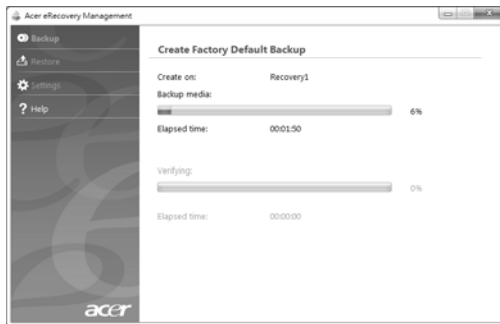 Acer eRecovery Management
Backup
Restore
Settings
? Help
Create Factory Default Backup
Create on: Recovery1
Backup media:
6%
Elapsed time: 00:01:50
Verifying:
0%
Elapsed time: 00:00:00
acer